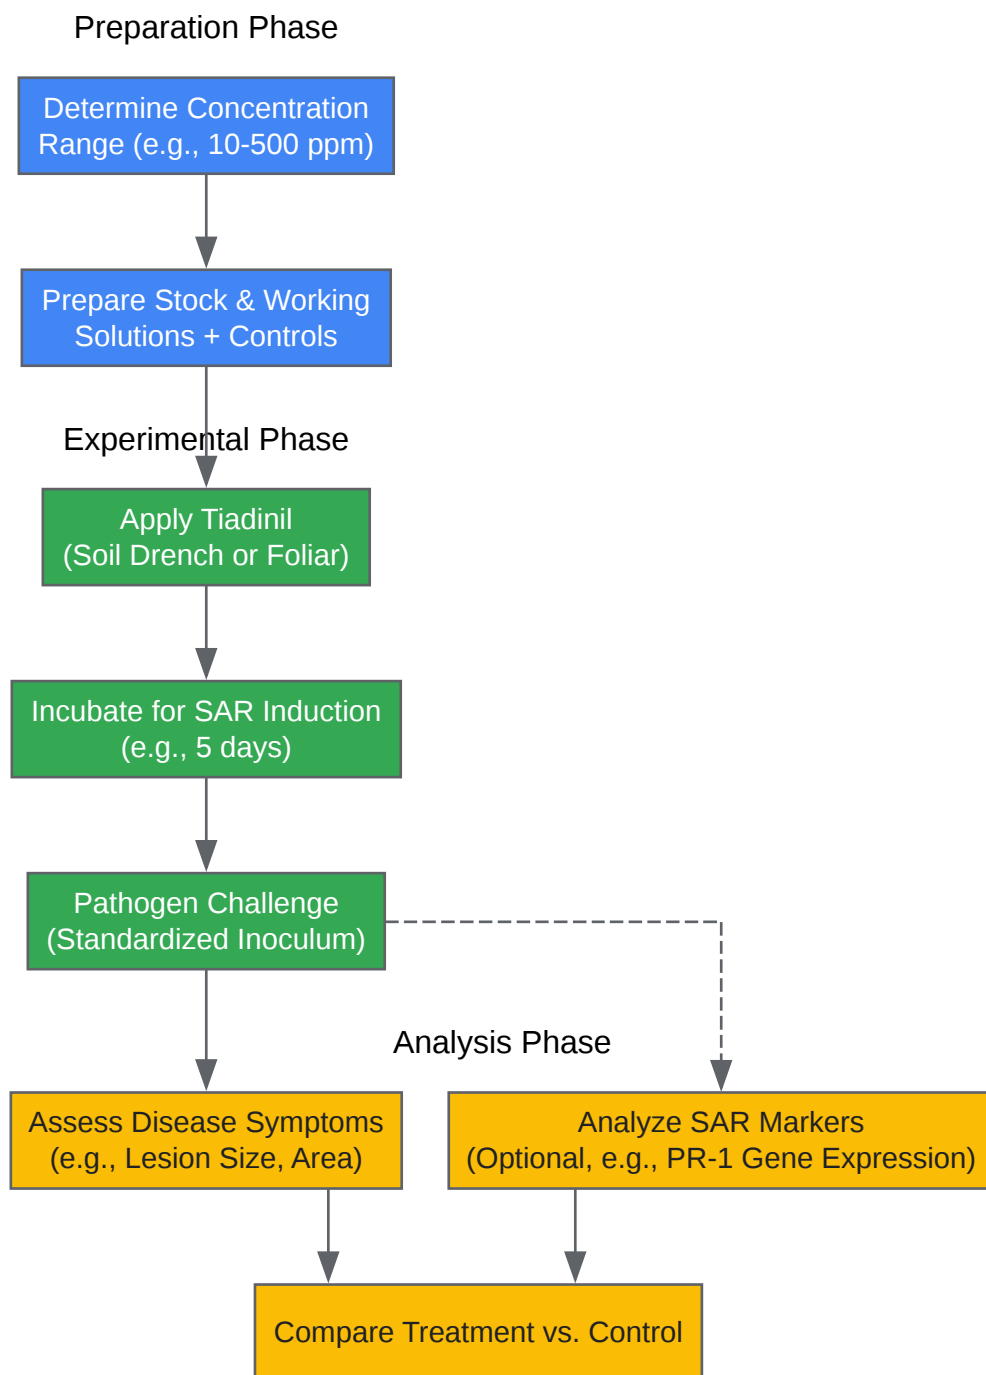 Preparation Phase
Determine Concentration
Range (e.g., 10-500 ppm)
Prepare Stock & Working
Solutions + Controls
Experimental Phase
Apply Tiadinil
(Soil Drench or Foliar)
Incubate for SAR Induction
(e.g., 5 days)
Pathogen Challenge
(Standardized Inoculum)
Analysis Phase
Assess Disease Symptoms
(e.g., Lesion Size, Area)
Analyze SAR Markers
(Optional, e.g., PR-1 Gene Expression)
Compare Treatment vs. Control